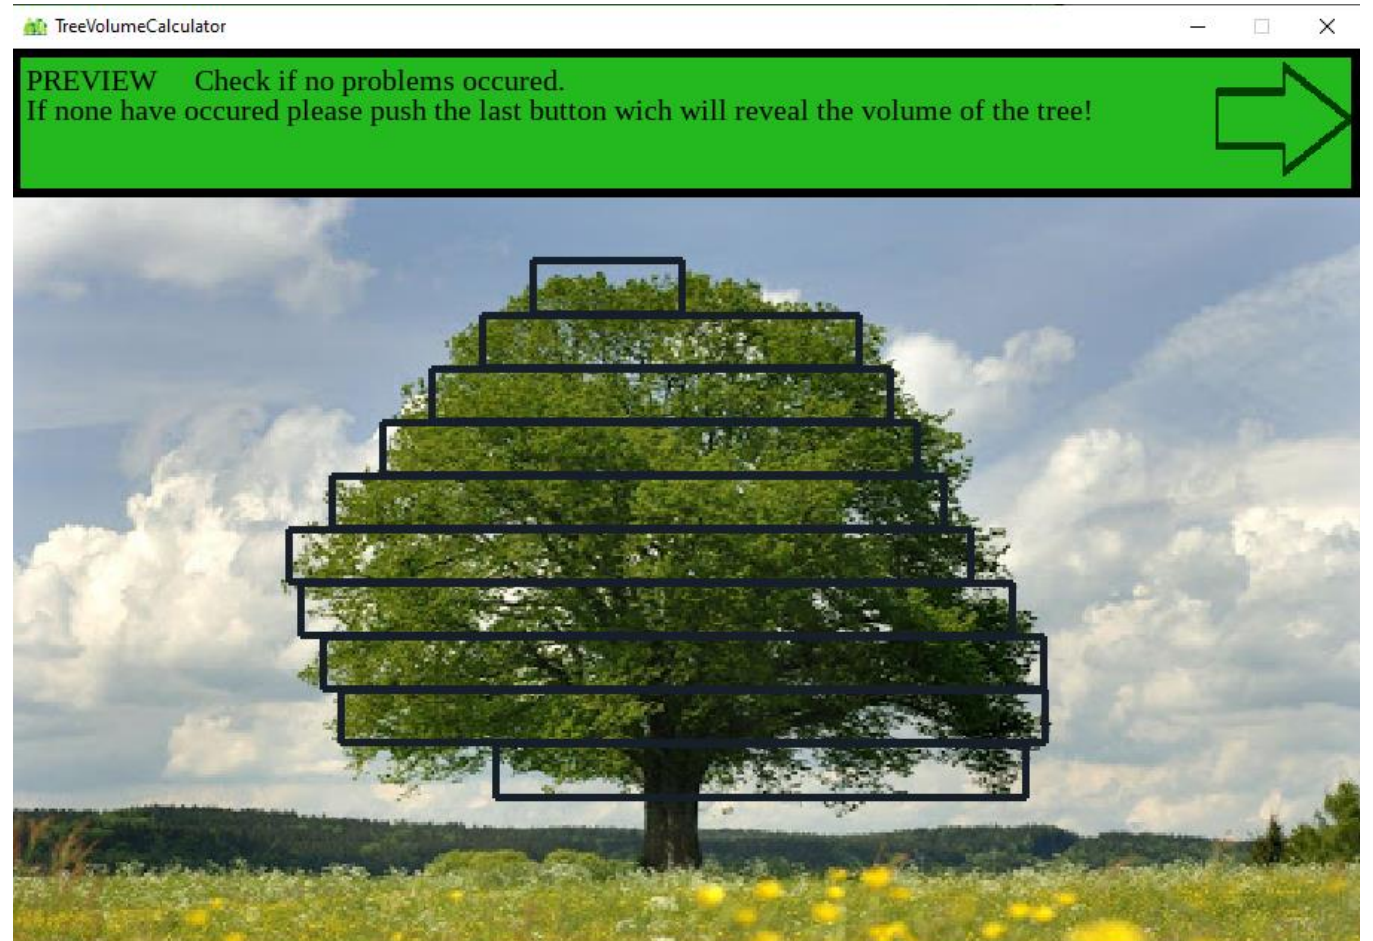 TreeVolumeCalculator
PREVIEW Check if no problems occured.
If none have occured please push the last button wich will reveal the volume of the tree!